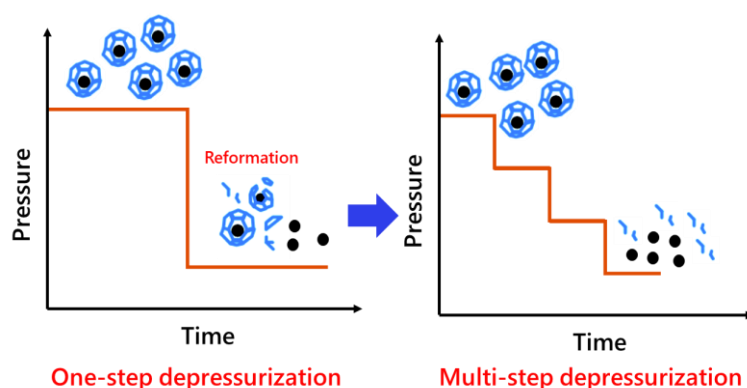 Pressure
Reformation
Time
One-step depressurization
Pressure
Time
Multi-step depressurization